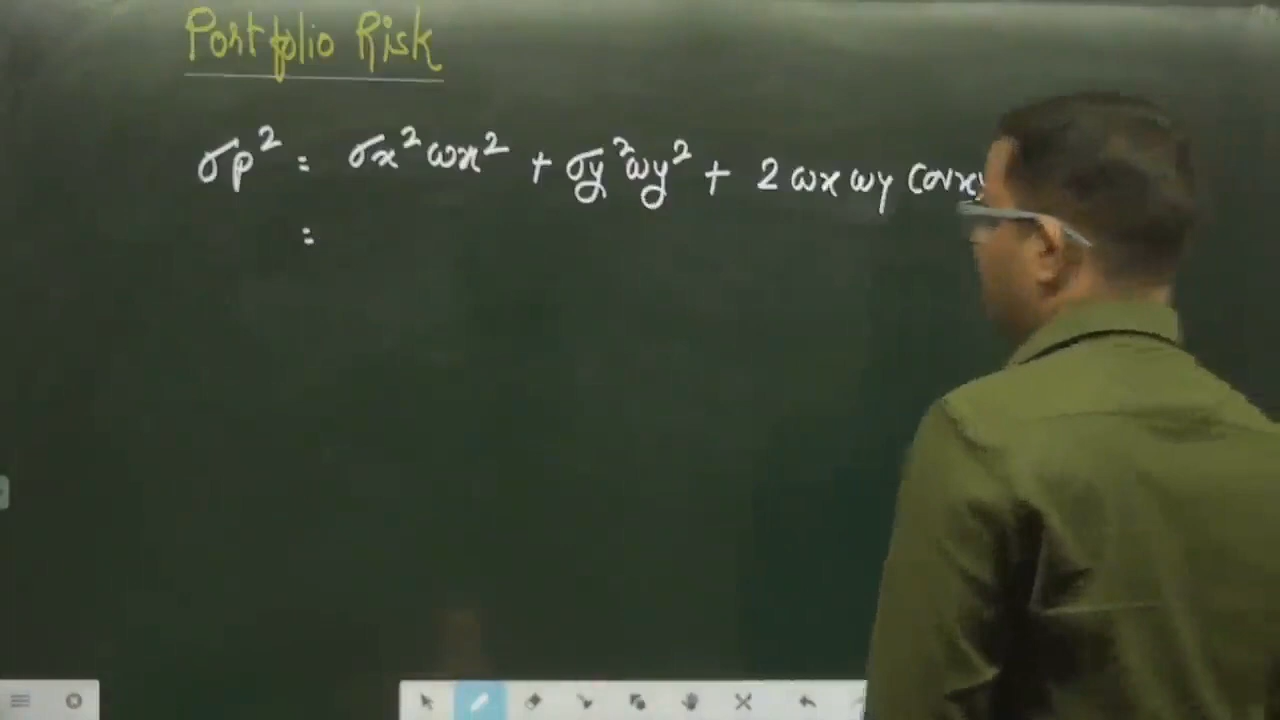 Portfolio Risk
σp² = σx² ωx² + σy² ωy² + 2 ωx ωy Covxy
=